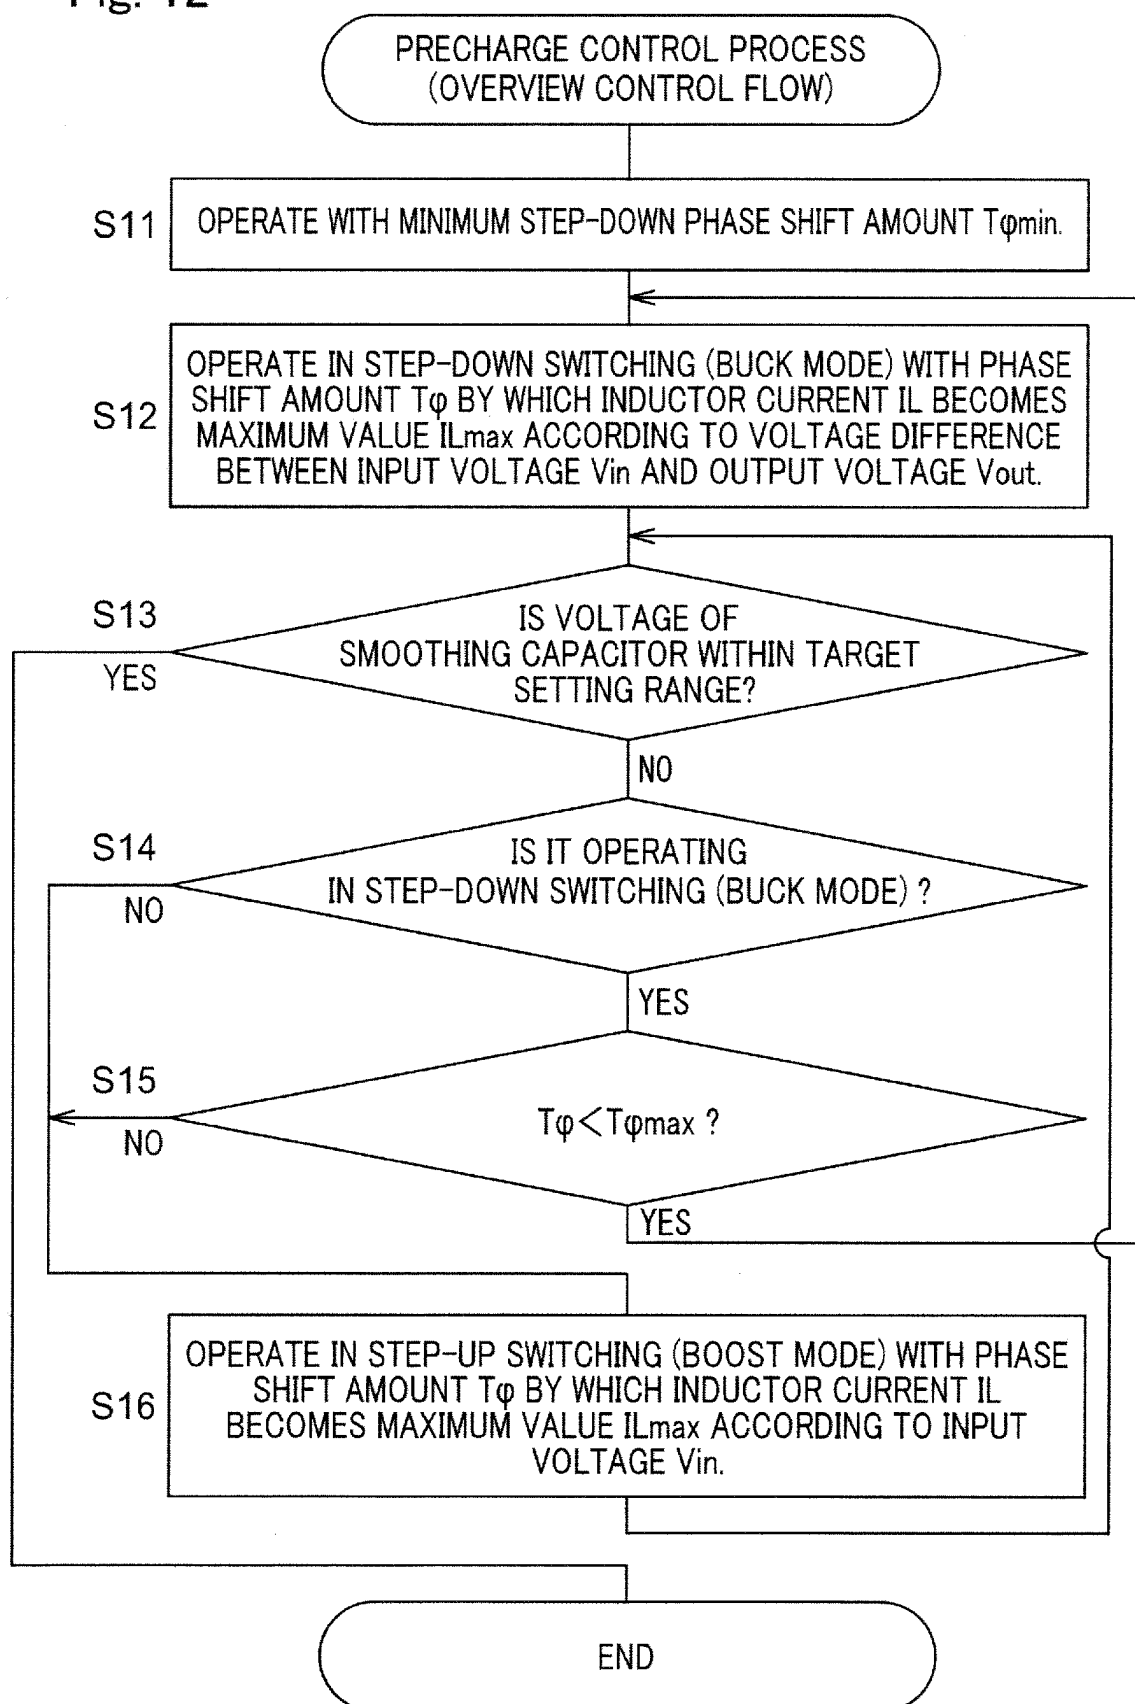 Fig. 12
PRECHARGE CONTROL PROCESS
(OVERVIEW CONTROL FLOW)
S11
OPERATE WITH MINIMUM STEP-DOWN PHASE SHIFT AMOUNT Tφmin.
S12
OPERATE IN STEP-DOWN SWITCHING (BUCK MODE) WITH PHASE
SHIFT AMOUNT Tφ BY WHICH INDUCTOR CURRENT IL BECOMES
MAXIMUM VALUE ILmax ACCORDING TO VOLTAGE DIFFERENCE
BETWEEN INPUT VOLTAGE Vin AND OUTPUT VOLTAGE Vout.
S13
IS VOLTAGE OF
SMOOTHING CAPACITOR WITHIN TARGET
SETTING RANGE?
YES
NO
S14
IS IT OPERATING
IN STEP-DOWN SWITCHING (BUCK MODE) ?
NO
YES
S15
Tφ<Tφmax ?
NO
YES
S16
OPERATE IN STEP-UP SWITCHING (BOOST MODE) WITH PHASE
SHIFT AMOUNT Tφ BY WHICH INDUCTOR CURRENT IL
BECOMES MAXIMUM VALUE ILmax ACCORDING TO INPUT
VOLTAGE Vin.
END